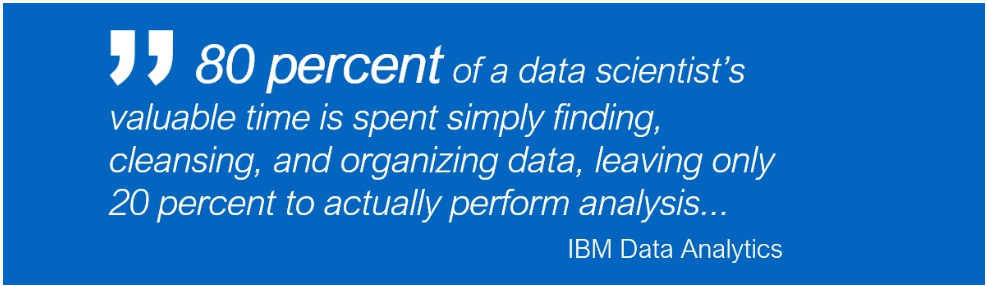 ” 80 percent of a data scientist’s
valuable time is spent simply finding,
cleansing, and organizing data, leaving only
20 percent to actually perform analysis...
IBM Data Analytics